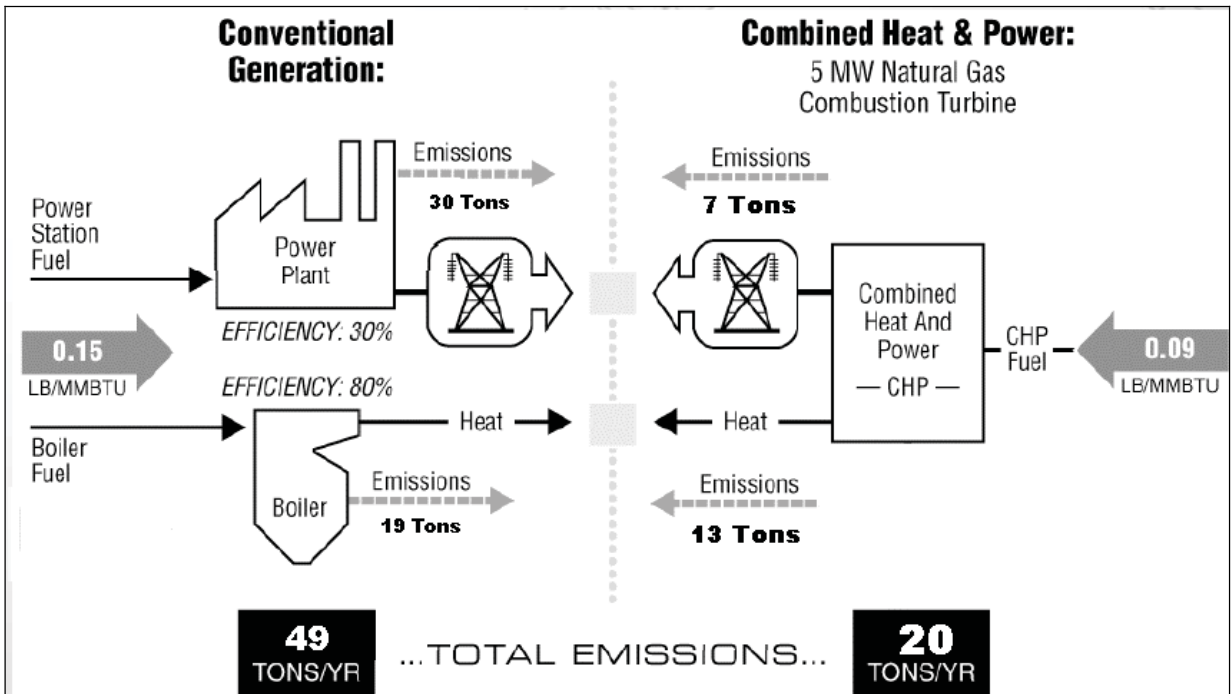 Conventional
Generation:
Combined Heat & Power:
5 MW Natural Gas
Combustion Turbine
Emissions
30 Tons
Emissions
7 Tons
Power
Station
Fuel
Power
Plant
EFFICIENCY: 30%
Combined
Heat And
Power
— CHP —
CHP
Fuel
0.15
LB/MMBTU
0.09
LB/MMBTU
EFFICIENCY: 80%
Heat
Heat
Boiler
Fuel
Boiler
Emissions
19 Tons
Emissions
13 Tons
49
TONS/YR
...TOTAL EMISSIONS...
20
TONS/YR